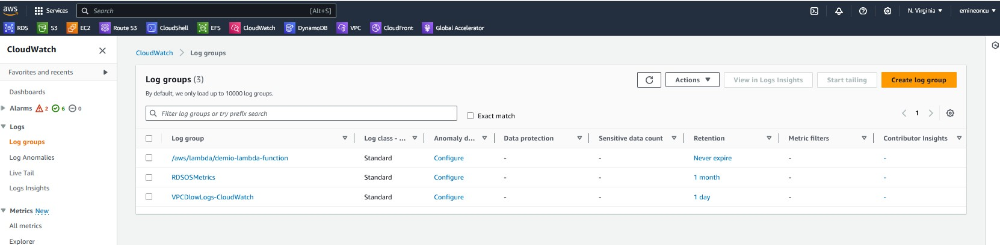 aws Services Search [Alt+S] N. Virginia emineoncu
RDS S3 EC2 Route 53 CloudShell EFS CloudWatch DynamoDB VPC CloudFront Global Accelerator
CloudWatch
Favorites and recents
Dashboards
Alarms 2 6 0
Logs
Log groups
Log Anomalies
Live Tail
Logs Insights
Metrics New
All metrics
Explorer
CloudWatch Log groups
Log groups (3)
By default, we only load up to 10000 log groups.
Actions View in Logs Insights Start tailing Create log group
Filter log groups or try prefix search Exact match 1
Log group Log class - ... Anomaly d... Data protection Sensitive data count Retention Metric filters Contributor Insights
/aws/lambda/demio-lambda-function Standard Configure - - Never expire - -
RDSOSMetrics Standard Configure - - 1 month - -
VPCDlowLogs-CloudWatch Standard Configure - - 1 day - -